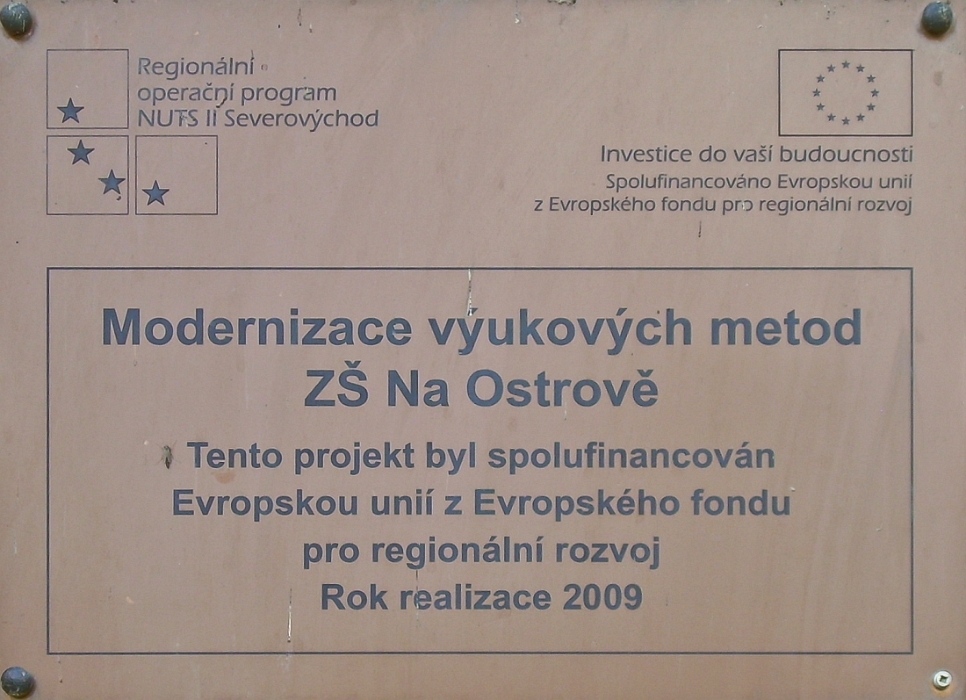 Regionální
operační program
NUTS II Severovýchod
Investice do vaší budoucnosti
Spolufinancováno Evropskou unií
z Evropského fondu pro regionální rozvoj
Modernizace výukových metod
ZŠ Na Ostrově
Tento projekt byl spolufinancován
Evropskou unií z Evropského fondu
pro regionální rozvoj
Rok realizace 2009